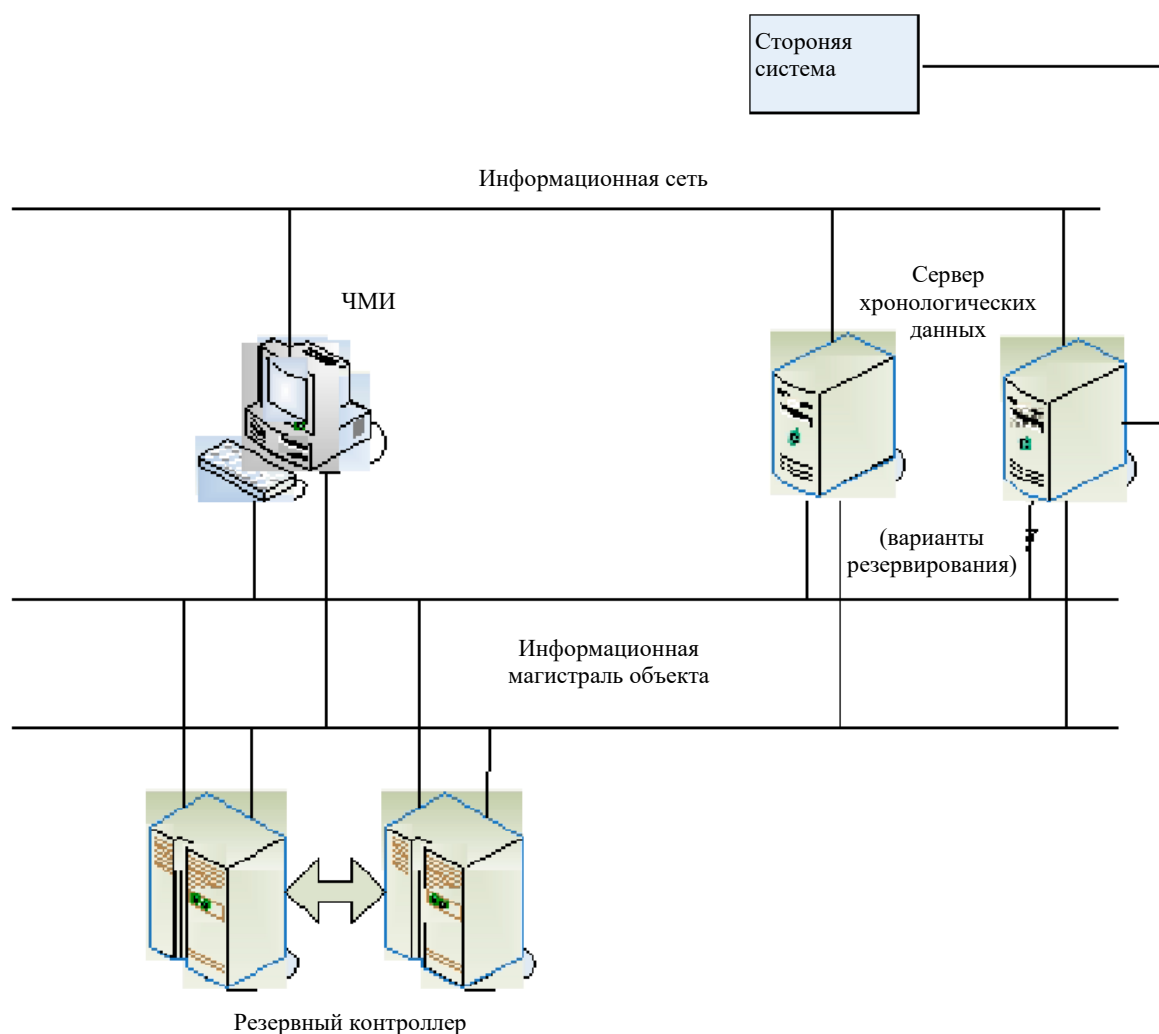 Стороняя
система
Информационная сеть
ЧМИ
Сервер
хронологических
данных
(варианты
резервирования)
Информационная
магистраль объекта
Резервный контроллер